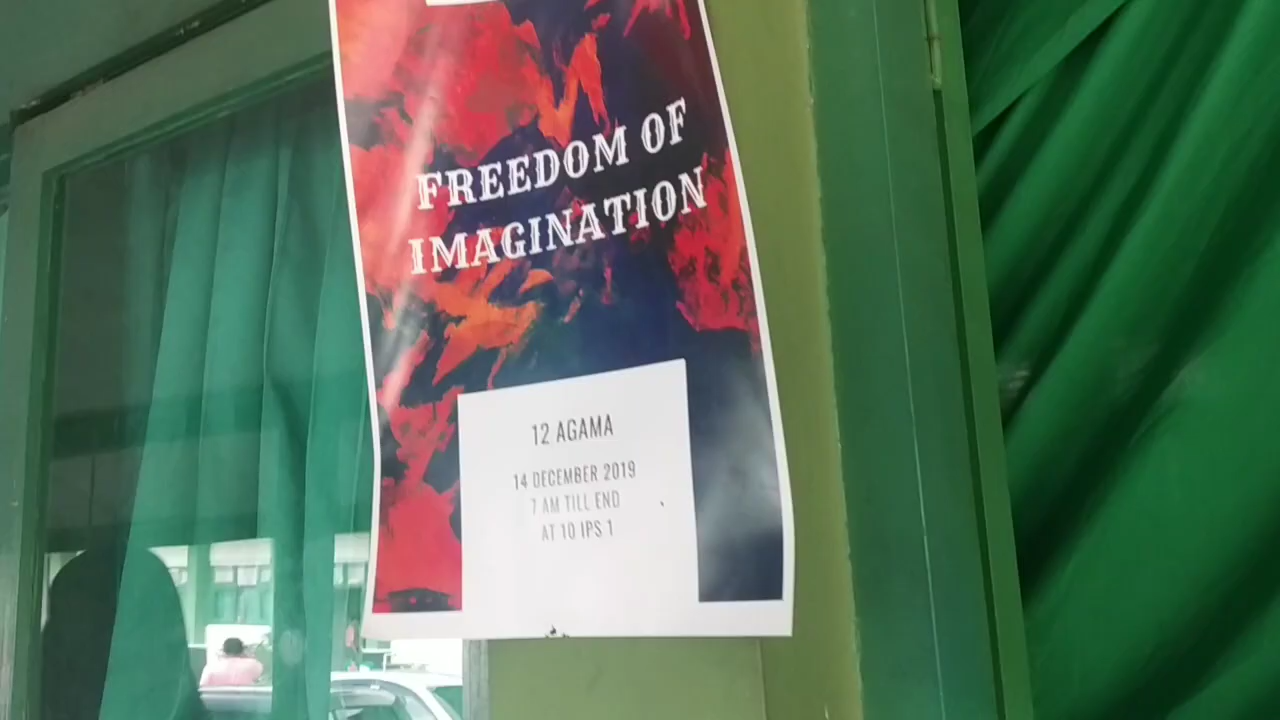 FREEDOM OF
IMAGINATION
12 AGAMA
14 DECEMBER 2019
7 AM TILL END
AT 10 IPS 1